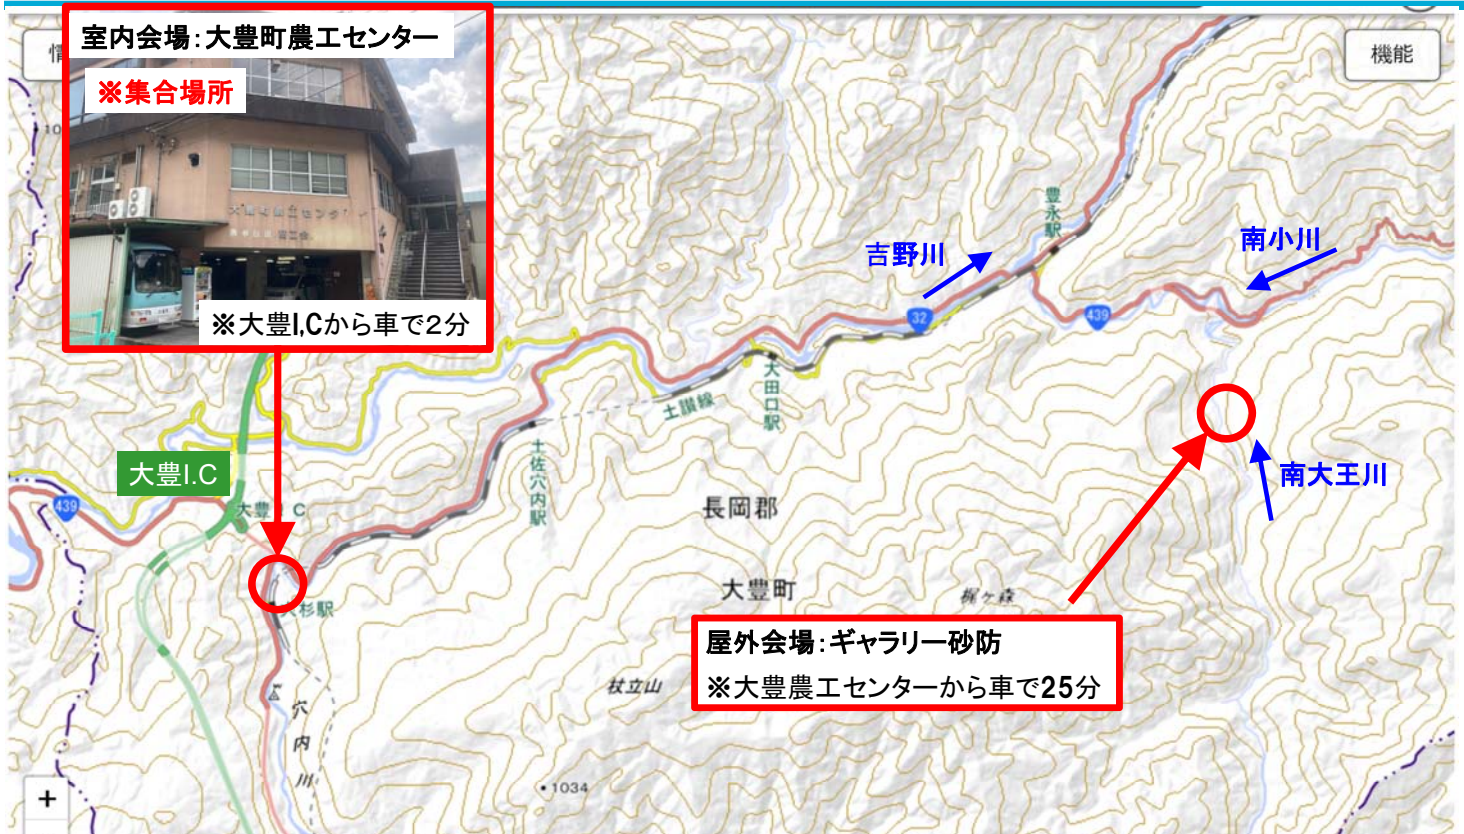 室内会場：大豊町農工センター
※集合場所
※大豊I,Cから車で２分
情
機能
豊永駅
吉野川
南小川
32
439
大田口駅
土讃線
土佐穴内駅
大豊I.C
439
長岡郡
南大王川
大豊町
梶ヶ森
杉駅
屋外会場：ギャラリー砂防
※大豊農工センターから車で25分
杖立山
穴内川
1034
+